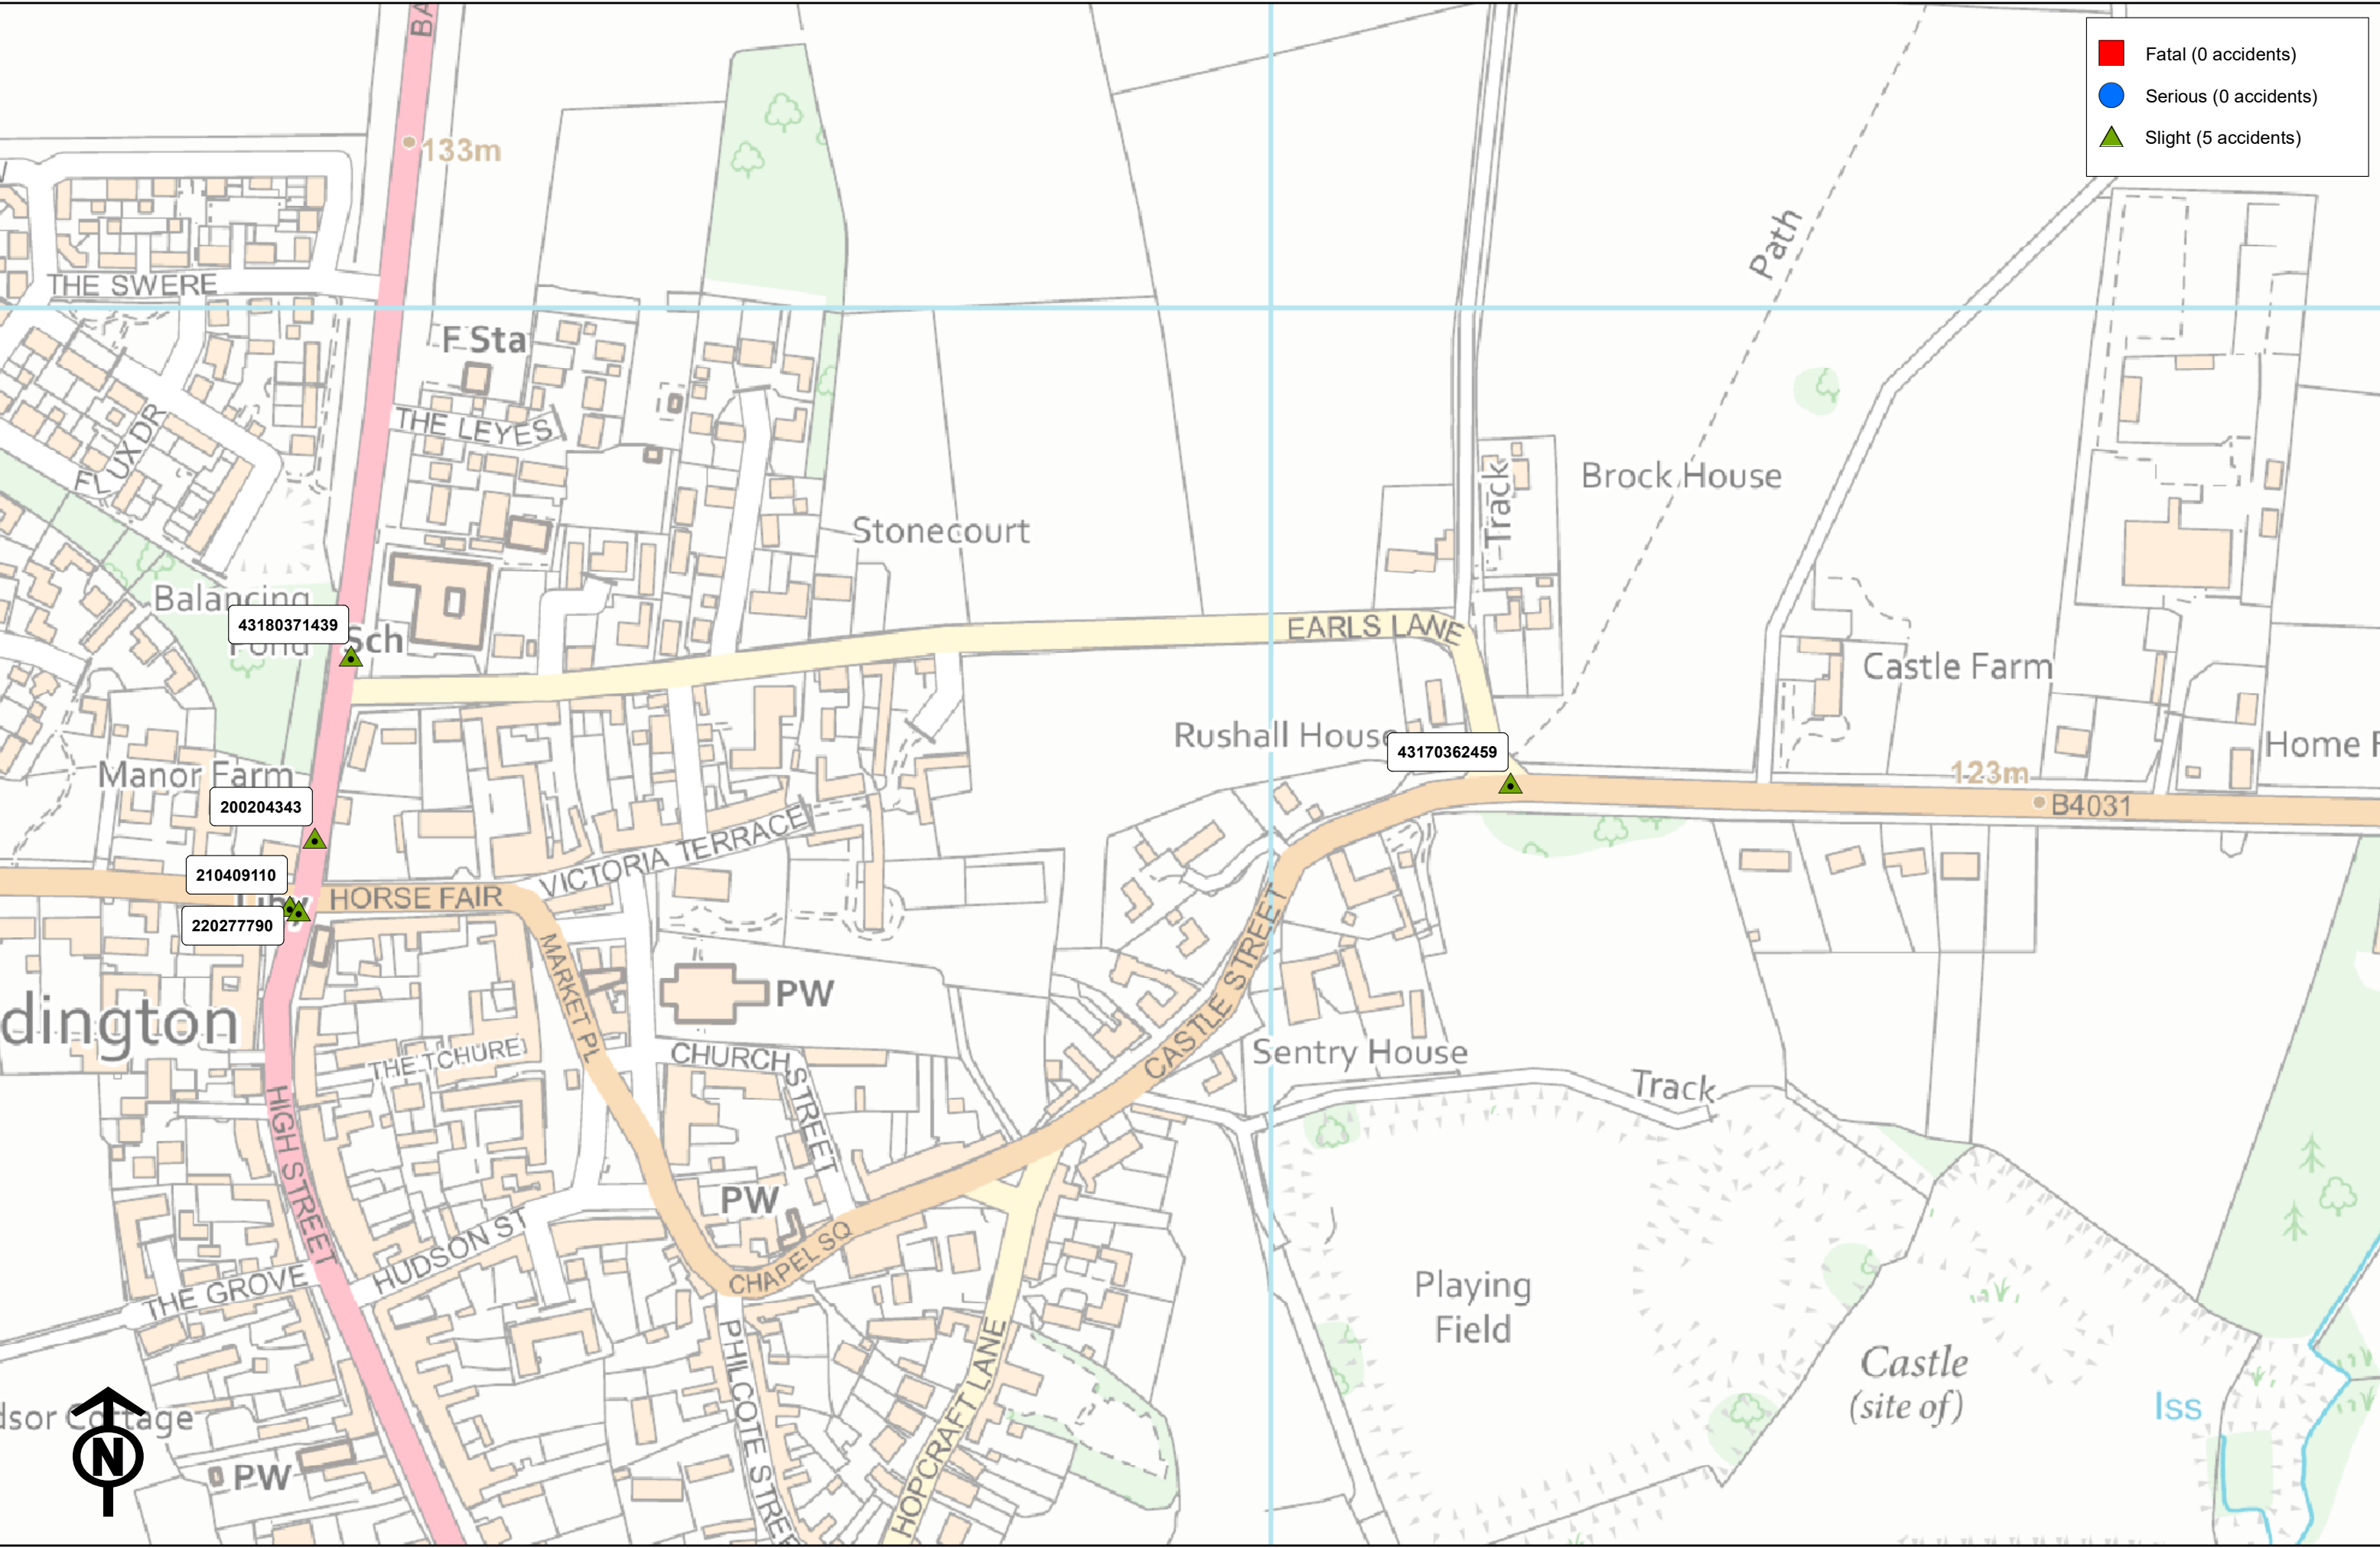 BA
Fatal (0 accidents)
Serious (0 accidents)
Slight (5 accidents)
133m
Path
THE SWERE
F Sta
THE LEYES
FLUX DR
Track
Brock House
Stonecourt
Balancing
Pond
43180371439
Sch
EARLS LANE
Castle Farm
Rushall House
43170362459
Home F
123m
B4031
Manor Farm
200204343
VICTORIA TERRACE
210409110
HORSE FAIR
220277790
MARKET PL
CASTLE STREET
PW
dington
THE TCHURE
CHURCH STREET
Sentry House
Track
HIGH STREET
PW
HUDSON ST
CHAPEL SQ
THE GROVE
Playing
Field
Castle
(site of)
Iss
PHILCOTE STREE
HOPCRAFT LANE
dsor Cottage
N
PW